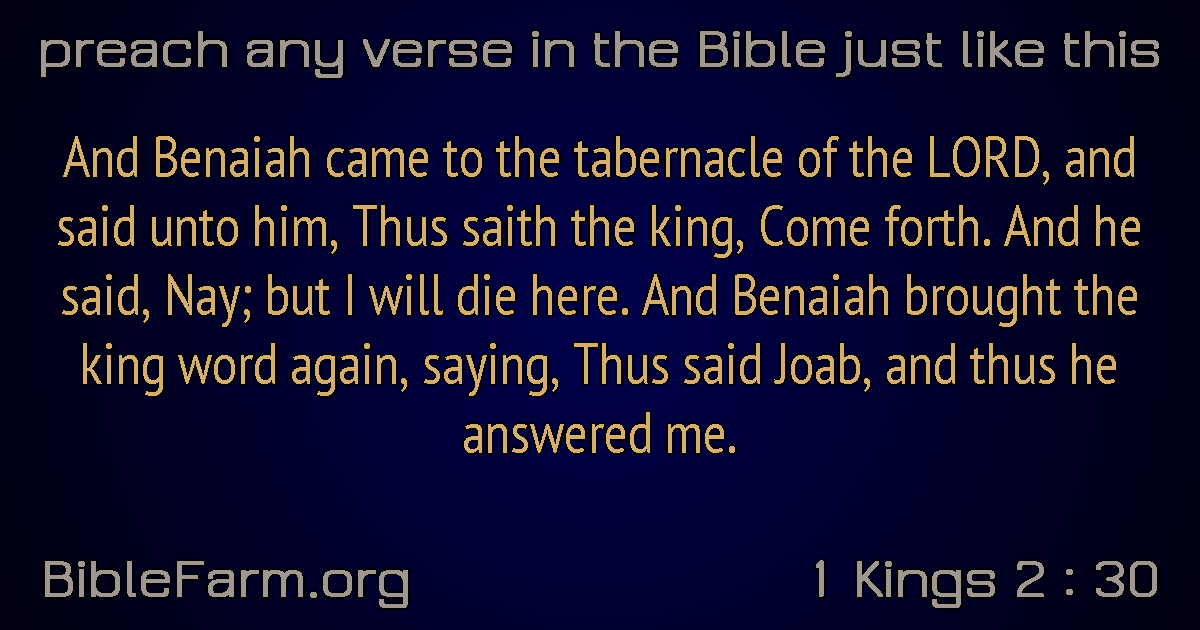 preach any verse in the Bible just like this
And Benaiah came to the tabernacle of the LORD, and
said unto him, Thus saith the king, Come forth. And he
said, Nay; but I will die here. And Benaiah brought the
king word again, saying, Thus said Joab, and thus he
answered me.
BibleFarm.org
1 Kings 2 : 30